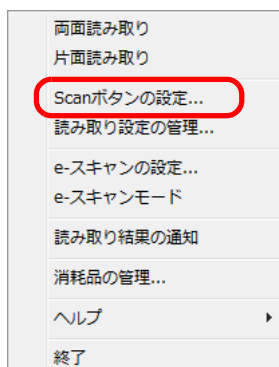 両面読み取り
片面読み取り
Scanボタンの設定...
読み取り設定の管理...
e-スキャンの設定...
e-スキャンモード
読み取り結果の通知
消耗品の管理...
ヘルプ
終了